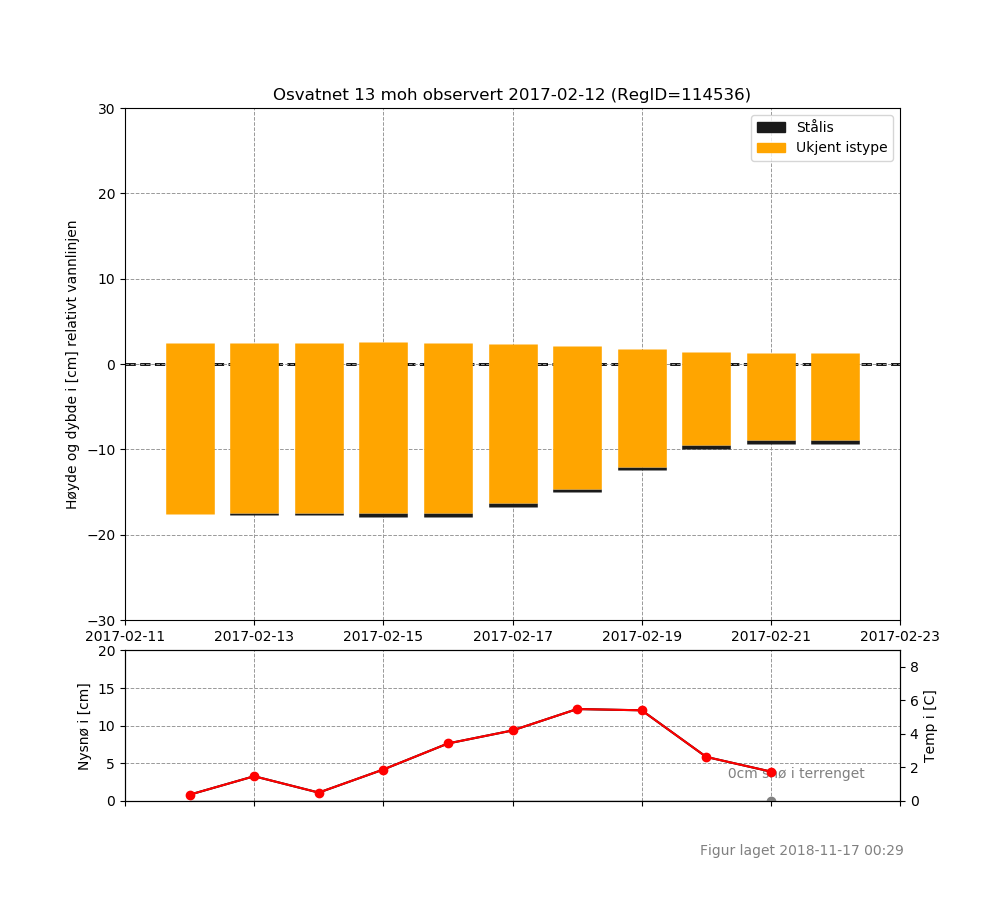 Osvatnet 13 moh observert 2017-02-12 (RegID=114536)
Stålis
Ukjent istype
Høyde og dybde i [cm] relativt vannlinjen
30
20
10
0
−10
−20
−30
2017-02-11 2017-02-13 2017-02-15 2017-02-17 2017-02-19 2017-02-21 2017-02-23
Nysnø i [cm]
20
15
10
5
0
8
6
4
2
0
Temp i [C]
0cm snø i terrenget
Figur laget 2018-11-17 00:29